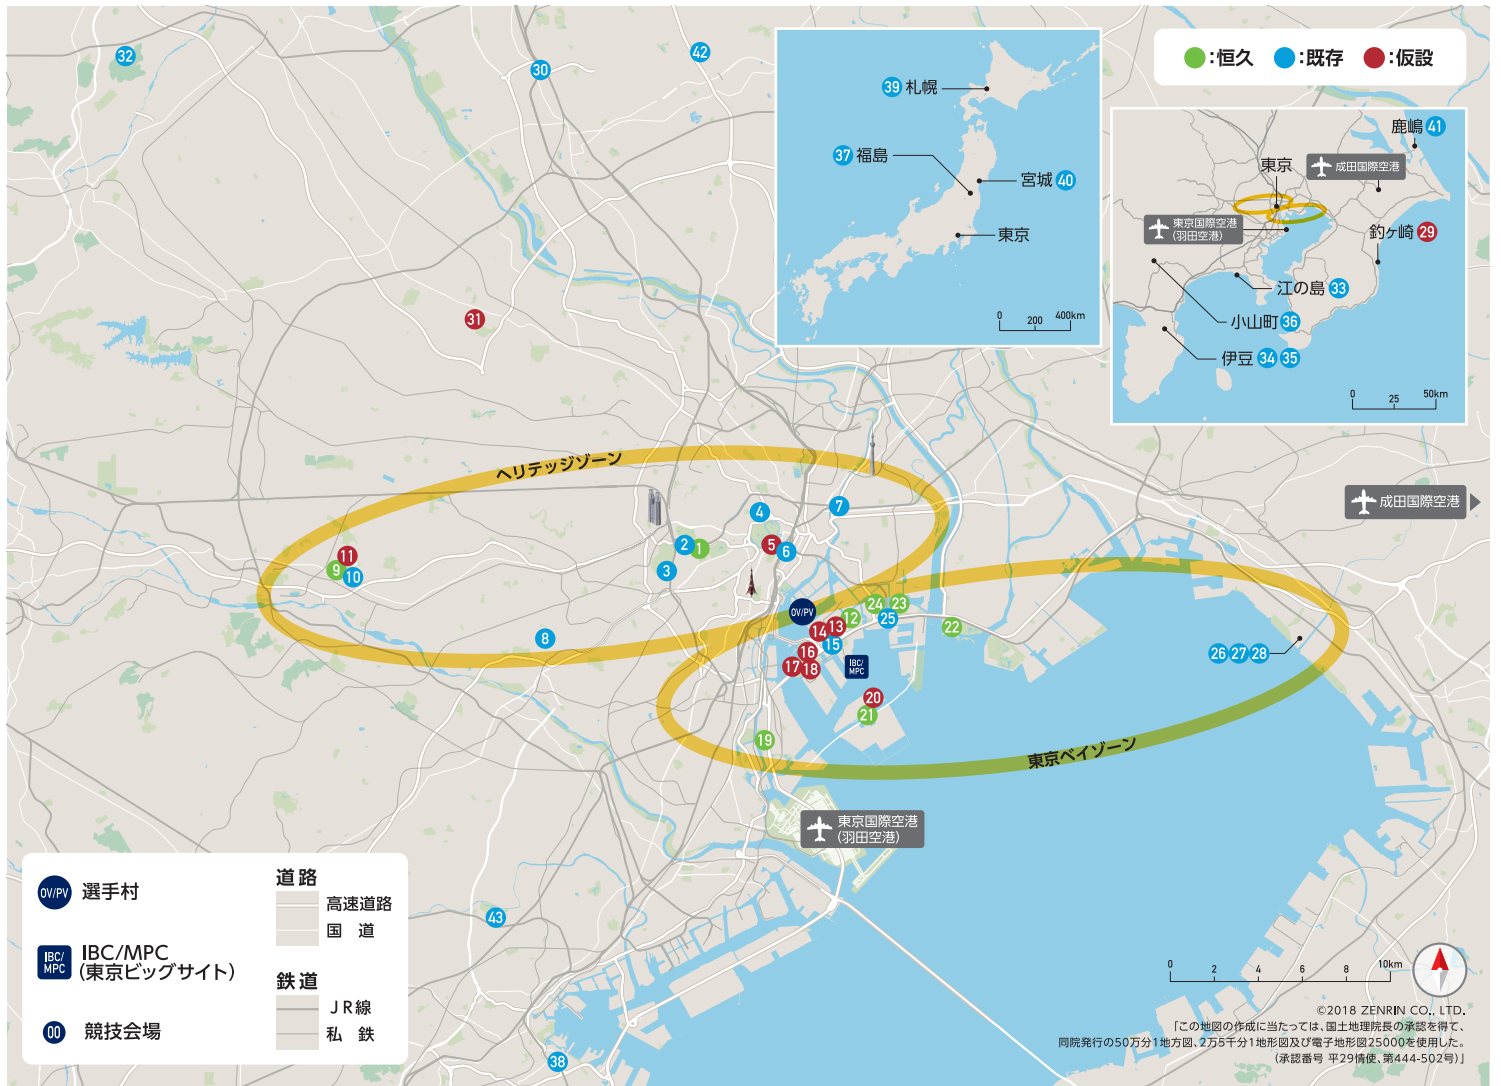 :恒久 :既存 :仮設
32
30
42
39 札幌
37 福島
宮城 40
東京
0 200 400km
鹿嶋 41
東京
成田国際空港
東京国際空港
(羽田空港)
釣ヶ崎 29
江の島 33
小山町 36
伊豆 34 35
0 25 50km
31
ヘリテッジゾーン
成田国際空港
4
7
2
1
5
6
3
11
9
10
8
OV/PV
24
23
12
25
22
14
13
15
16
17
18
IBC/
MPC
26 27 28
20
21
19
東京ベイゾーン
東京国際空港
(羽田空港)
43
38
OV/PV 選手村
IBC/
MPC
IBC/MPC
(東京ビッグサイト)
00 競技会場
道路
高速道路
国 道
鉄道
JR線
私 鉄
0 2 4 6 8 10km
©2018 ZENRIN CO., LTD.
「この地図の作成に当たっては、国土地理院長の承認を得て、
同院発行の50万分1地方図、2万5千分1地形図及び電子地形図25000を使用した。
(承認番号 平29情使、第444-502号)」